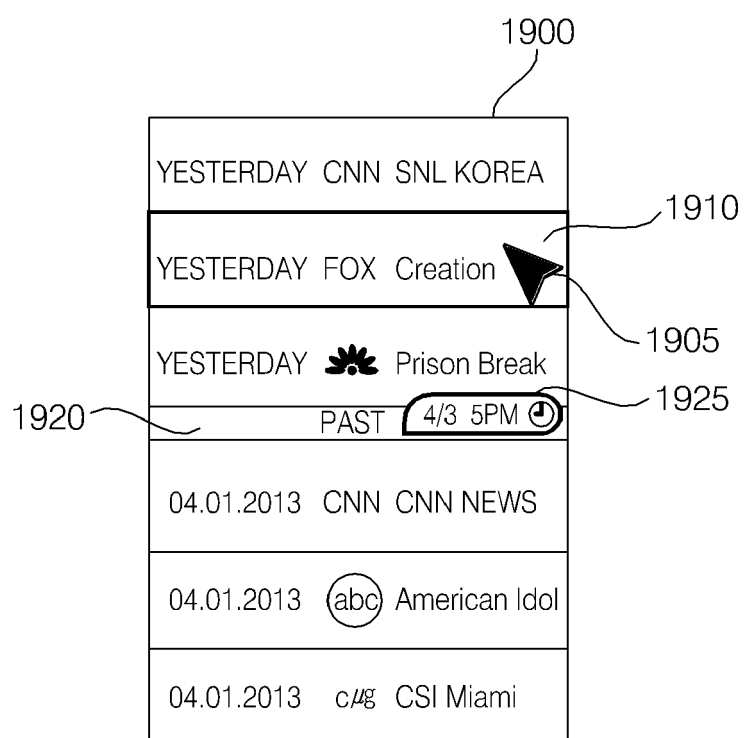 1900
YESTERDAY CNN SNL KOREA
1910
YESTERDAY FOX Creation
1905
YESTERDAY Prison Break
1925
1920
PAST 4/3 5PM
04.01.2013 CNN CNN NEWS
04.01.2013 abc American Idol
04.01.2013 cμg CSI Miami